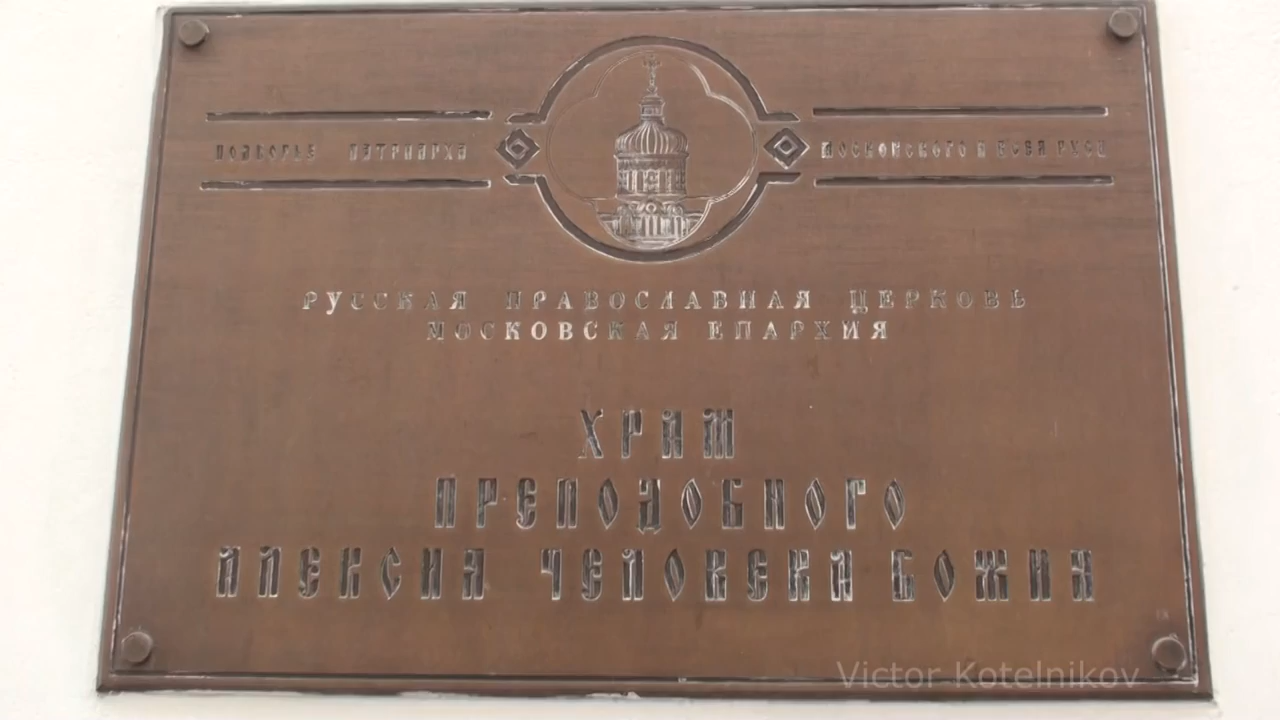 ПОДВОРЬЕ ПАТРИАРХА МОСКОВСКОГО И ВСЕЯ РУСИ
РУССКАЯ ПРАВОСЛАВНАЯ ЦЕРКОВЬ
МОСКОВСКАЯ ЕПАРХИЯ
ХРАМ
ПРЕПОДОБНОГО
АЛЕКСИЯ ЧЕЛОВЕКА БОЖИЯ
Victor Kotelnikov